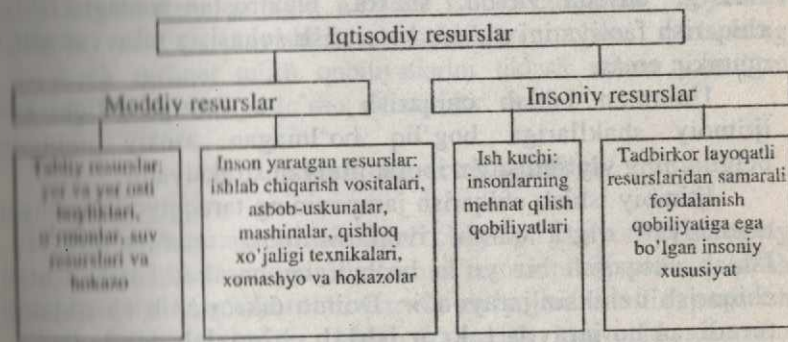 Iqtisodiy resurslar
Moddiy resurslar
Insoniy resurslar
Tabiiy resurslar:
yer va yer osti
boyliklari,
o'rmonlar, suv
resurslari va
hokazo
Inson yaratgan resurslar:
ishlab chiqarish vositalari,
asbob-uskunalar,
mashinalar, qishloq
xo'jaligi texnikalari,
xomashyo va hokazolar
Ish kuchi:
insonlarning
mehnat qilish
qobiliyatlari
Tadbirkor layoqatli
resurslaridan samarali
foydalanish
qobiliyatiga ega
bo'lgan insoniy
xususiyat